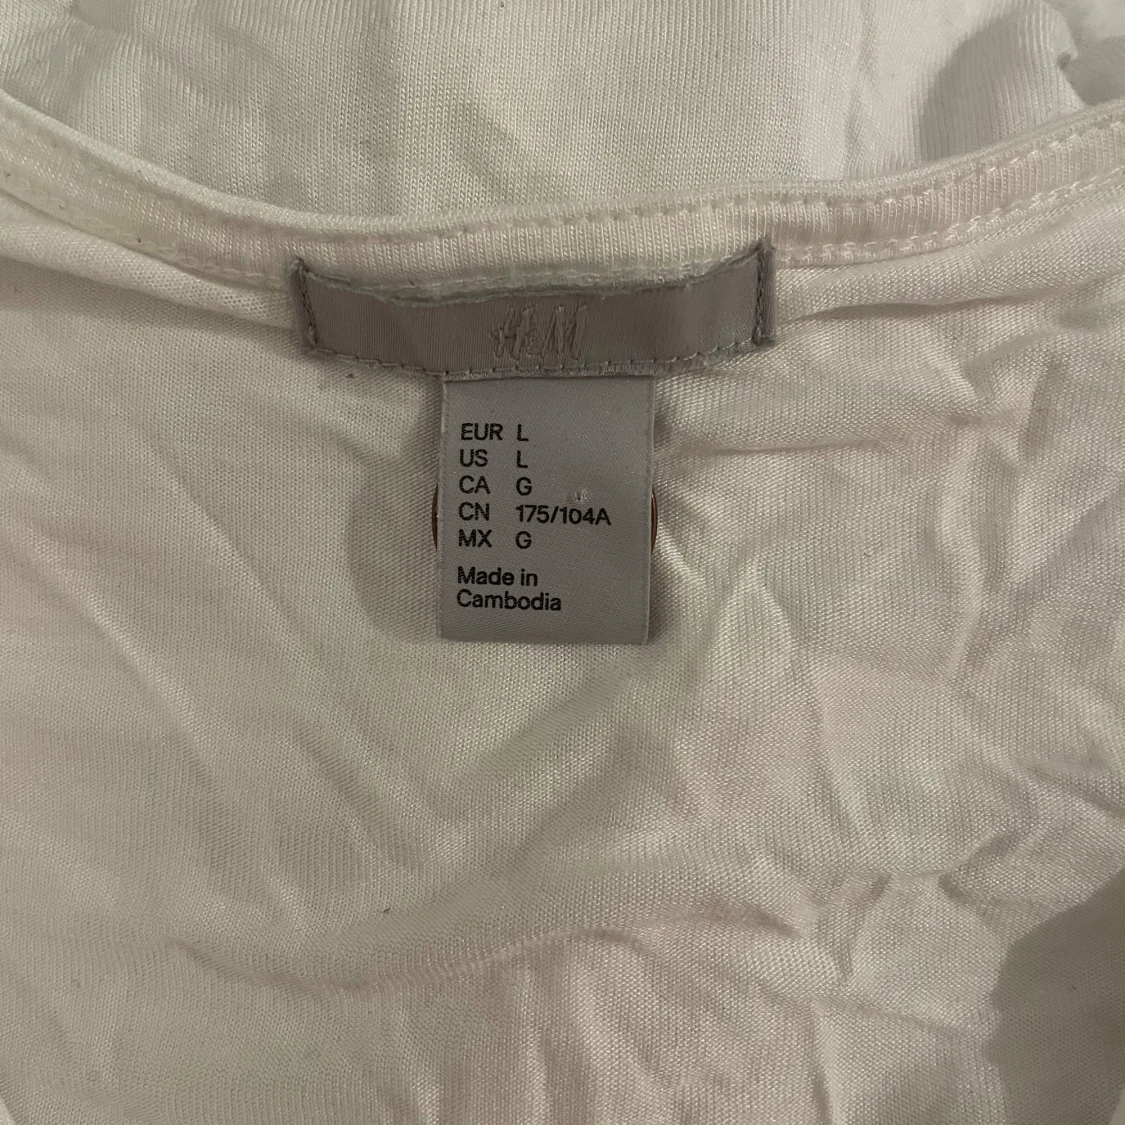 H&M
EUR L
US L
CA G
CN 175/104A
MX G
Made in
Cambodia